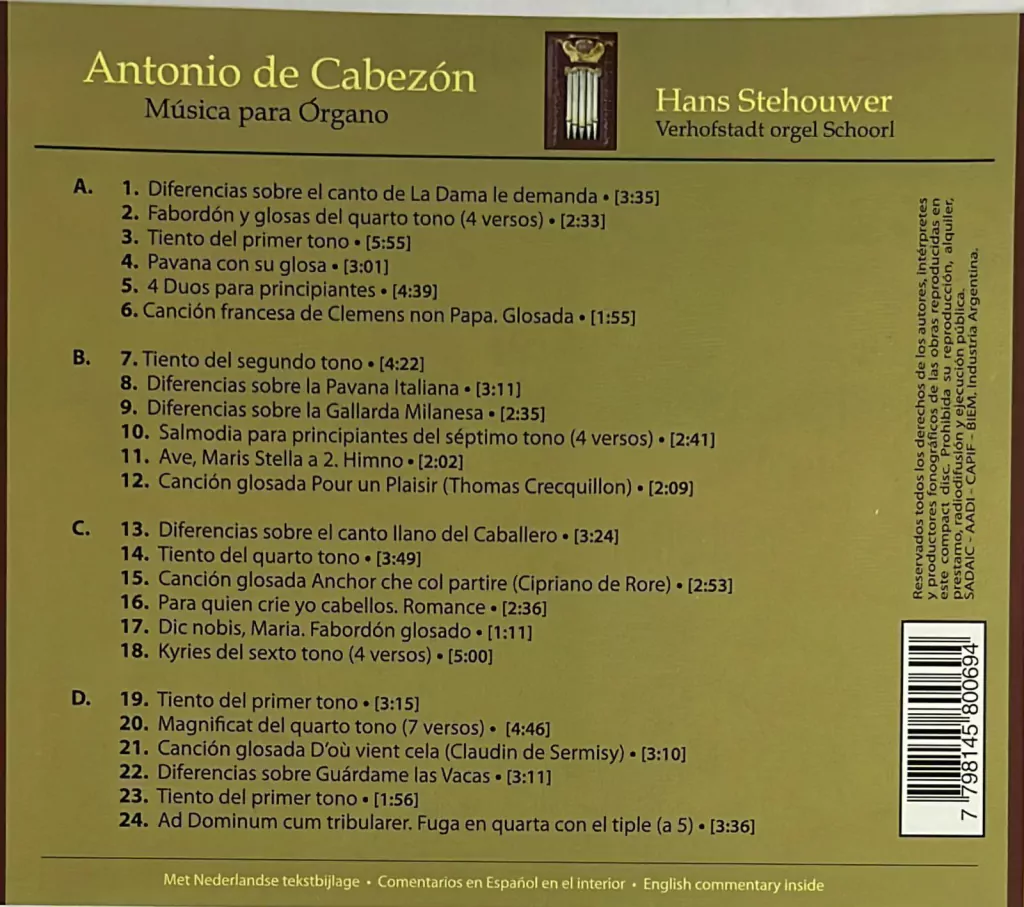 Antonio de Cabezón
Música para Órgano
Hans Stehouwer
Verhofstadt orgel Schoorl
A. 1. Diferencias sobre el canto de La Dama le demanda • [3:35]
2. Fabordón y glosas del quarto tono (4 versos) • [2:33]
3. Tiento del primer tono • [5:55]
4. Pavana con su glosa • [3:01]
5. 4 Duos para principiantes • [4:39]
6. Canción francesa de Clemens non Papa. Glosada • [1:55]
B. 7. Tiento del segundo tono • [4:22]
8. Diferencias sobre la Pavana Italiana • [3:11]
9. Diferencias sobre la Gallarda Milanesa • [2:35]
10. Salmodia para principiantes del séptimo tono (4 versos) • [2:41]
11. Ave, Maris Stella a 2. Himno • [2:02]
12. Canción glosada Pour un Plaisir (Thomas Crecquillon) • [2:09]
C. 13. Diferencias sobre el canto llano del Caballero • [3:24]
14. Tiento del quarto tono • [3:49]
15. Canción glosada Anchor che col partire (Cipriano de Rore) • [2:53]
16. Para quien crie yo cabellos. Romance • [2:36]
17. Dic nobis, Maria. Fabordón glosado • [1:11]
18. Kyries del sexto tono (4 versos) • [5:00]
D. 19. Tiento del primer tono • [3:15]
20. Magnificat del quarto tono (7 versos) • [4:46]
21. Canción glosada D'où vient cela (Claudin de Sermisy) • [3:10]
22. Diferencias sobre Guárdame las Vacas • [3:11]
23. Tiento del primer tono • [1:56]
24. Ad Dominum cum tribularer. Fuga en quarta con el tiple (a 5) • [3:36]
Reservados todos los derechos de los autores, intérpretes
y productores fonográficos de las obras reproducidas en
este compact disc. Prohibida su reproducción, alquiler,
prestamo, radiodifusión y ejecución pública.
SADAIC - AADI - CAPIF - BIEM. Industria Argentina.
7 798145 800694
Met Nederlandse tekstbijlage • Comentarios en Español en el interior • English commentary inside